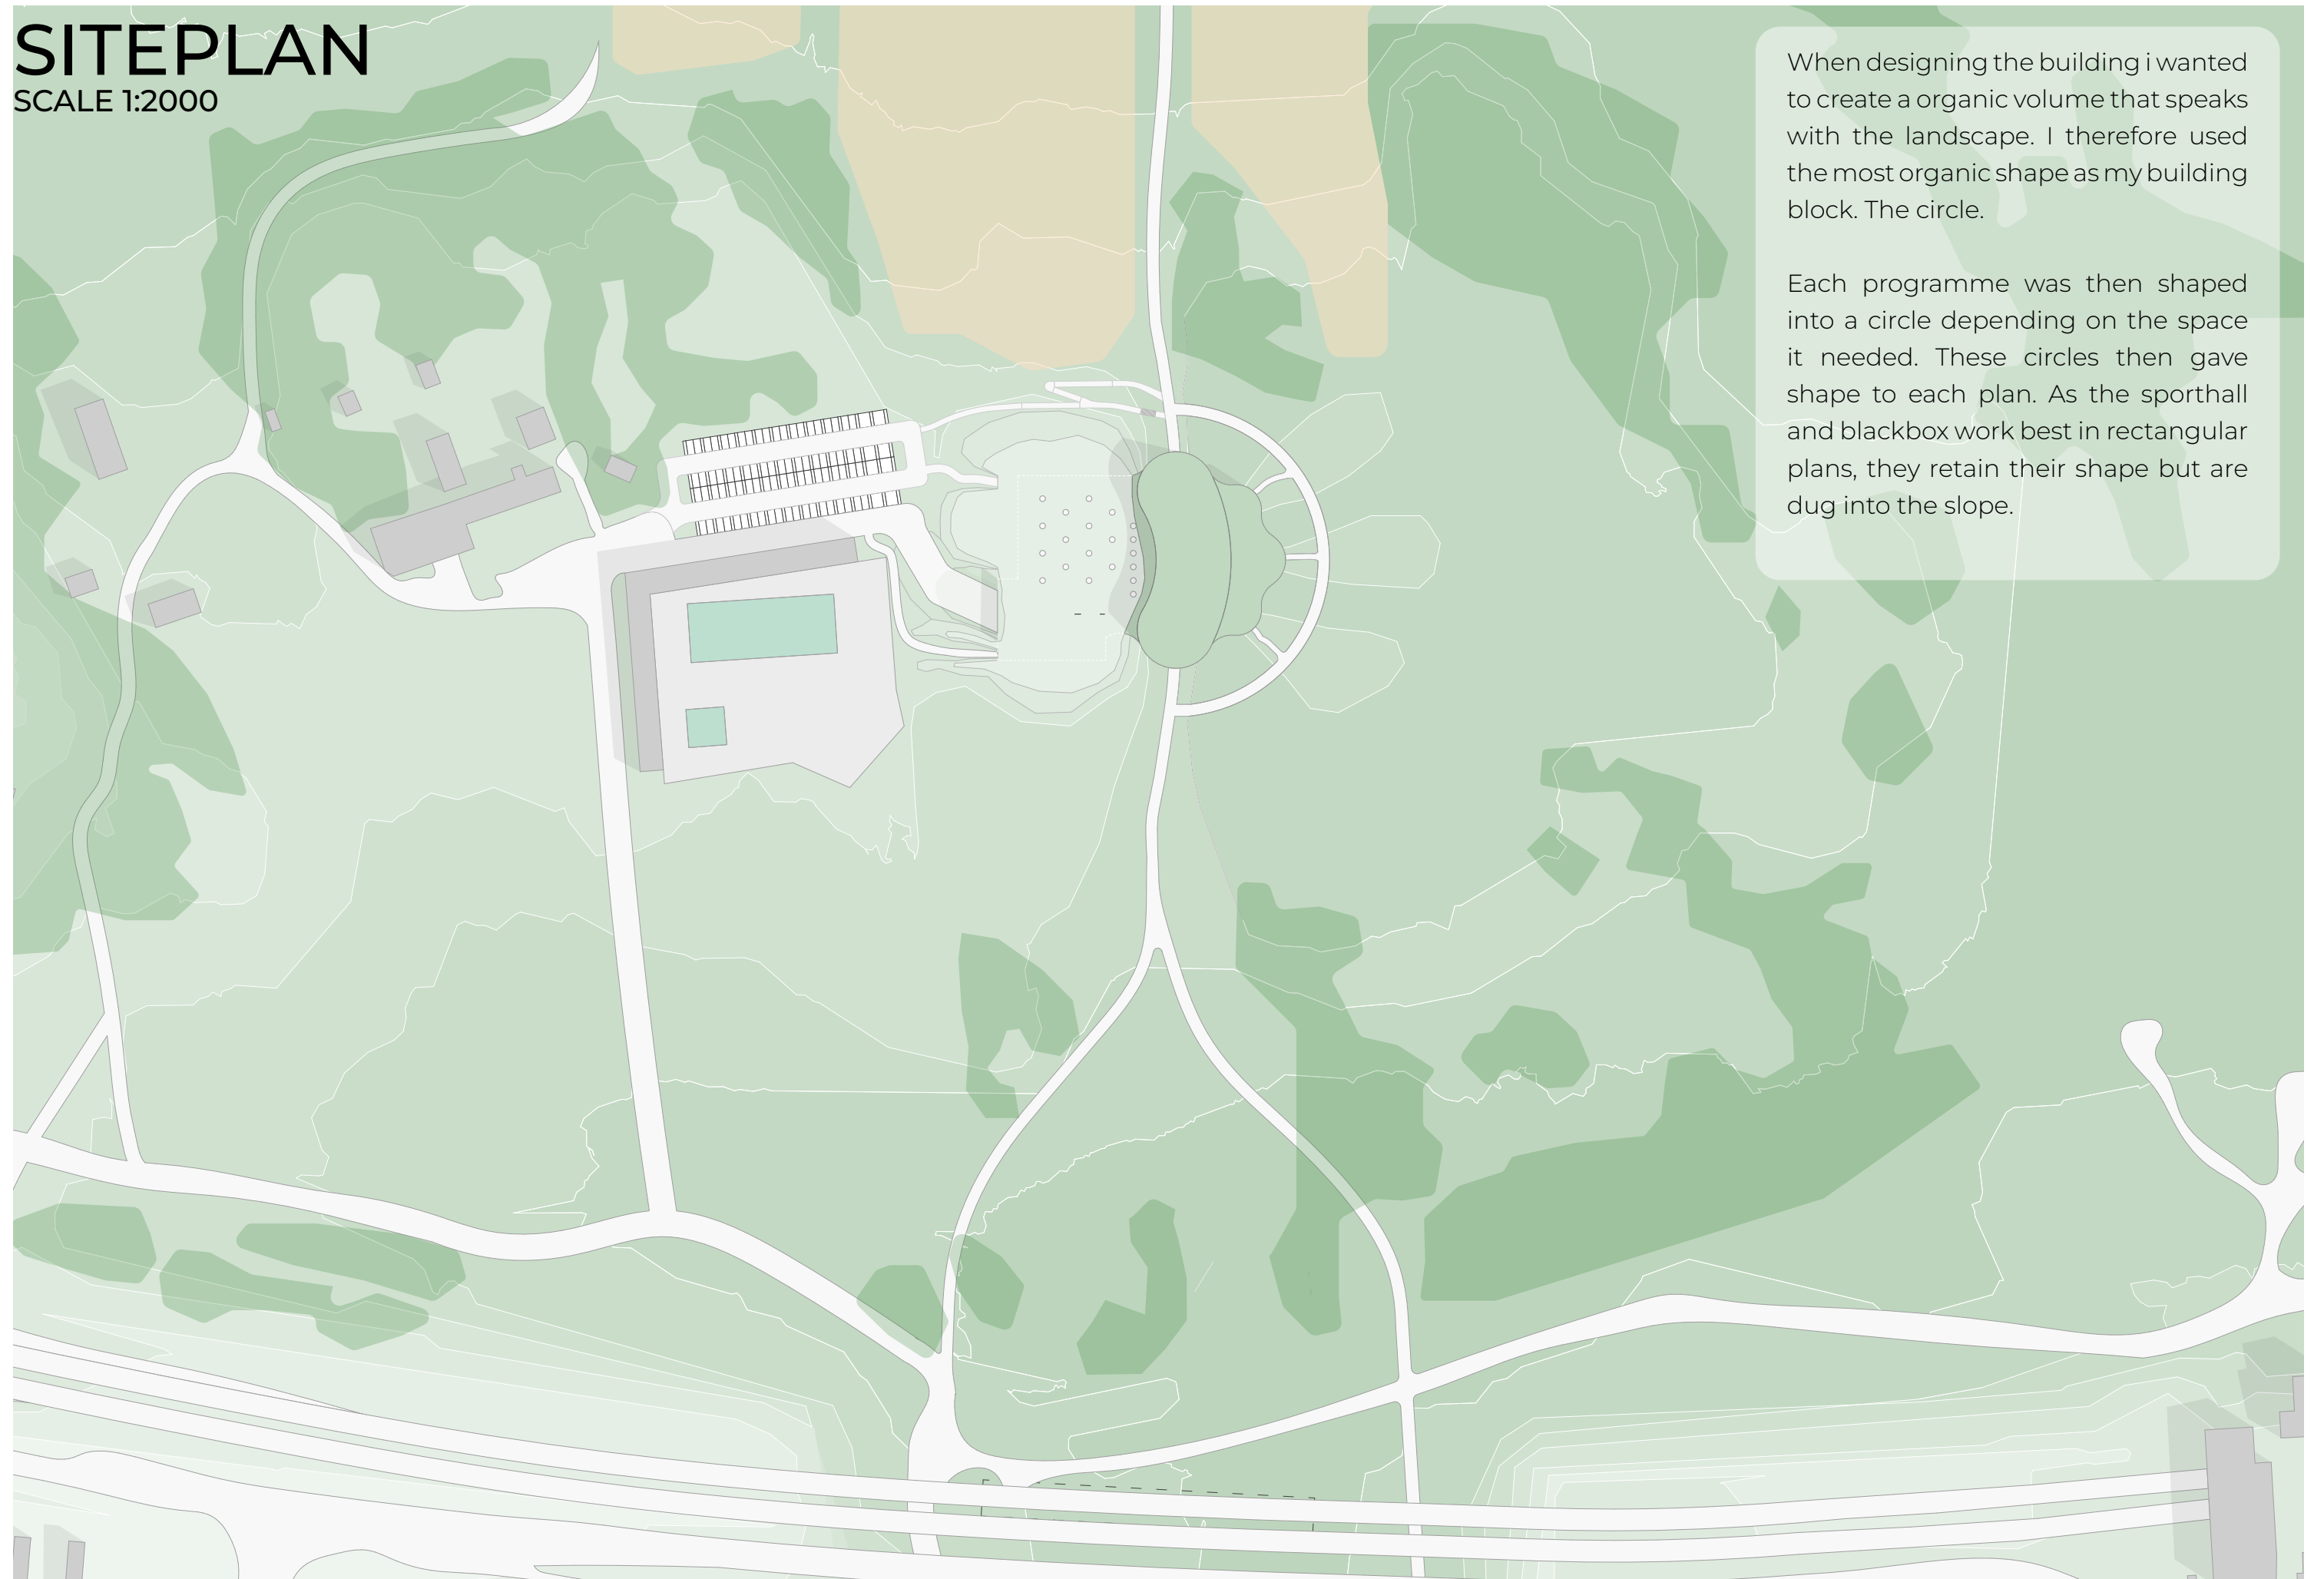 SITEPLAN
SCALE 1:2000
When designing the building i wanted
to create a organic volume that speaks
with the landscape. I therefore used
the most organic shape as my building
block. The circle.
Each programme was then shaped
into a circle depending on the space
it needed. These circles then gave
shape to each plan. As the sporthall
and blackbox work best in rectangular
plans, they retain their shape but are
dug into the slope.